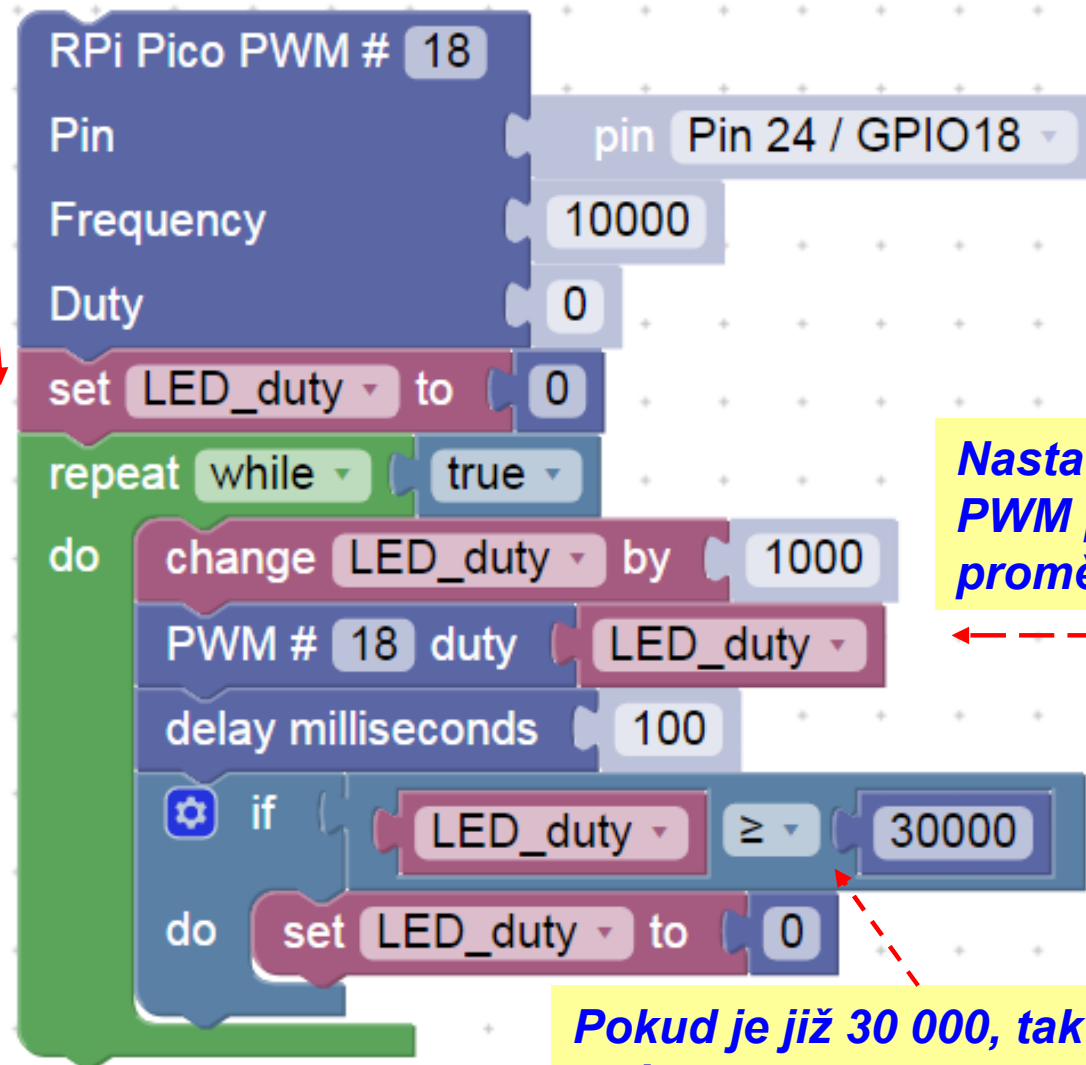 RPi Pico PWM # 18
Pin pin Pin 24 / GPIO18
Frequency 10000
Duty 0
set LED_duty to 0
repeat while true
do change LED_duty by 1000
PWM # 18 duty LED_duty
delay milliseconds 100
if LED_duty ≥ 30000
do set LED_duty to 0
PWM
Pokud je již 30 000, tak